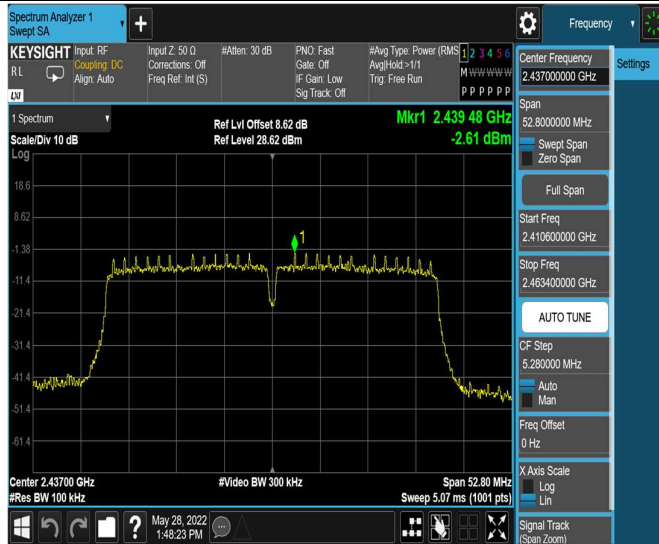 Spectrum Analyzer 1
Swept SA
+
Frequency
KEYSIGHT
RL
LXI
Input: RF
Coupling: DC
Align: Auto
Input Z: 50 Ω
Corrections: Off
Freq Ref: Int (S)
#Atten: 30 dB
PNO: Fast
Gate: Off
IF Gain: Low
Sig Track: Off
#Avg Type: Power (RMS
Avg|Hold:>1/1
Trig: Free Run
1 2 3 4 5 6
M W W W W W
P P P P P P
1 Spectrum
Scale/Div 10 dB
Log
Ref Lvl Offset 8.62 dB
Ref Level 28.62 dBm
Mkr1 2.439 48 GHz
-2.61 dBm
18.6
8.62
-1.38
-11.4
-21.4
-31.4
-41.4
-51.4
-61.4
1
Center 2.43700 GHz
#Res BW 100 kHz
#Video BW 300 kHz
Span 52.80 MHz
Sweep 5.07 ms (1001 pts)
?
May 28, 2022
1:48:23 PM
Center Frequency
2.437000000 GHz
Settings
Span
52.8000000 MHz
Swept Span
Zero Span
Full Span
Start Freq
2.410600000 GHz
Stop Freq
2.463400000 GHz
AUTO TUNE
CF Step
5.280000 MHz
Auto
Man
Freq Offset
0 Hz
X Axis Scale
Log
Lin
Signal Track
(Span Zoom)